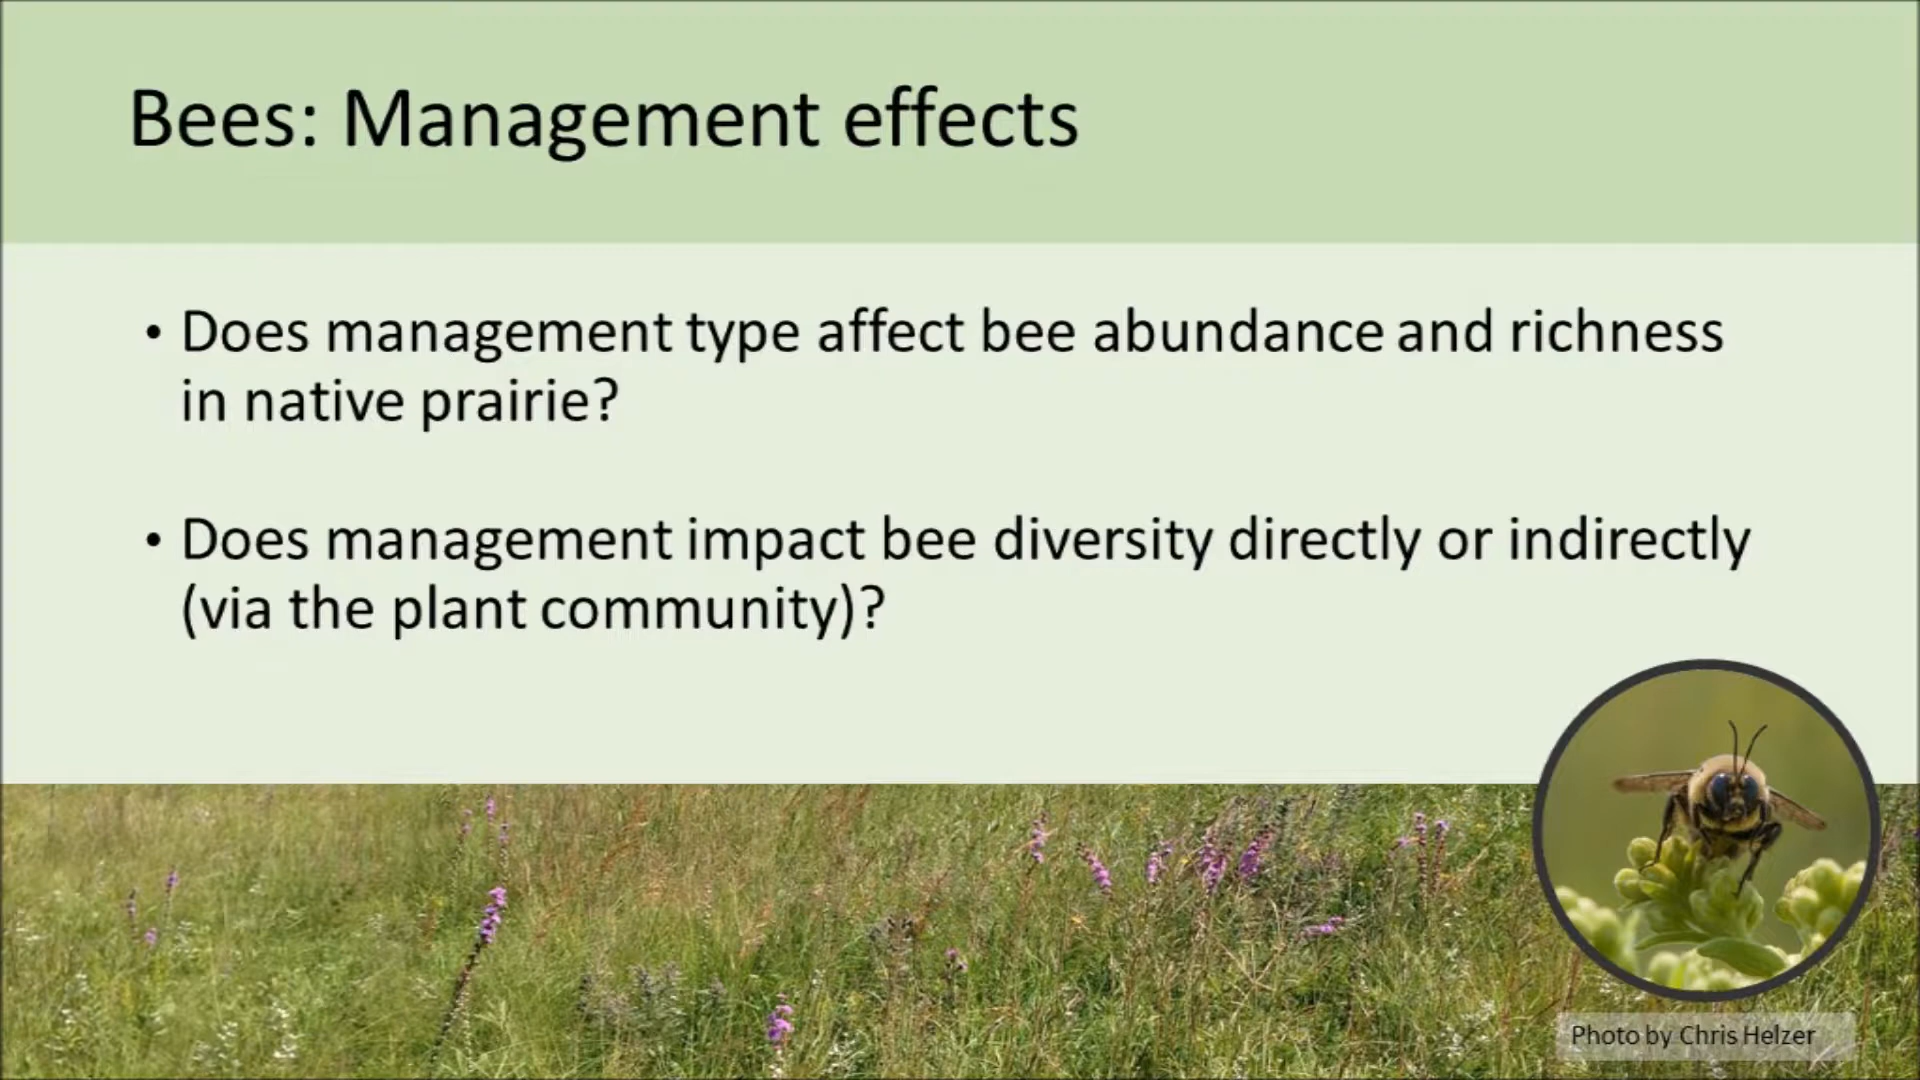 Bees: Management effects
• Does management type affect bee abundance and richness
in native prairie?
• Does management impact bee diversity directly or indirectly
(via the plant community)?
Photo by Chris Helzer